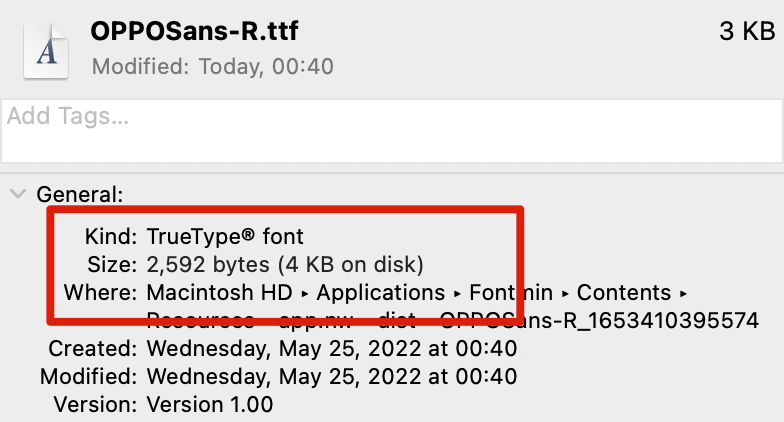 OPPOSans-R.ttf
3 KB
Modified: Today, 00:40
Add Tags...
General:
Kind: TrueType® font
Size: 2,592 bytes (4 KB on disk)
Where: Macintosh HD ▸ Applications ▸ Fontmin ▸ Contents ▸
Resources ▸ app.nw ▸ dist ▸ OPPOSans-R_1653410395574
Created: Wednesday, May 25, 2022 at 00:40
Modified: Wednesday, May 25, 2022 at 00:40
Version: Version 1.00